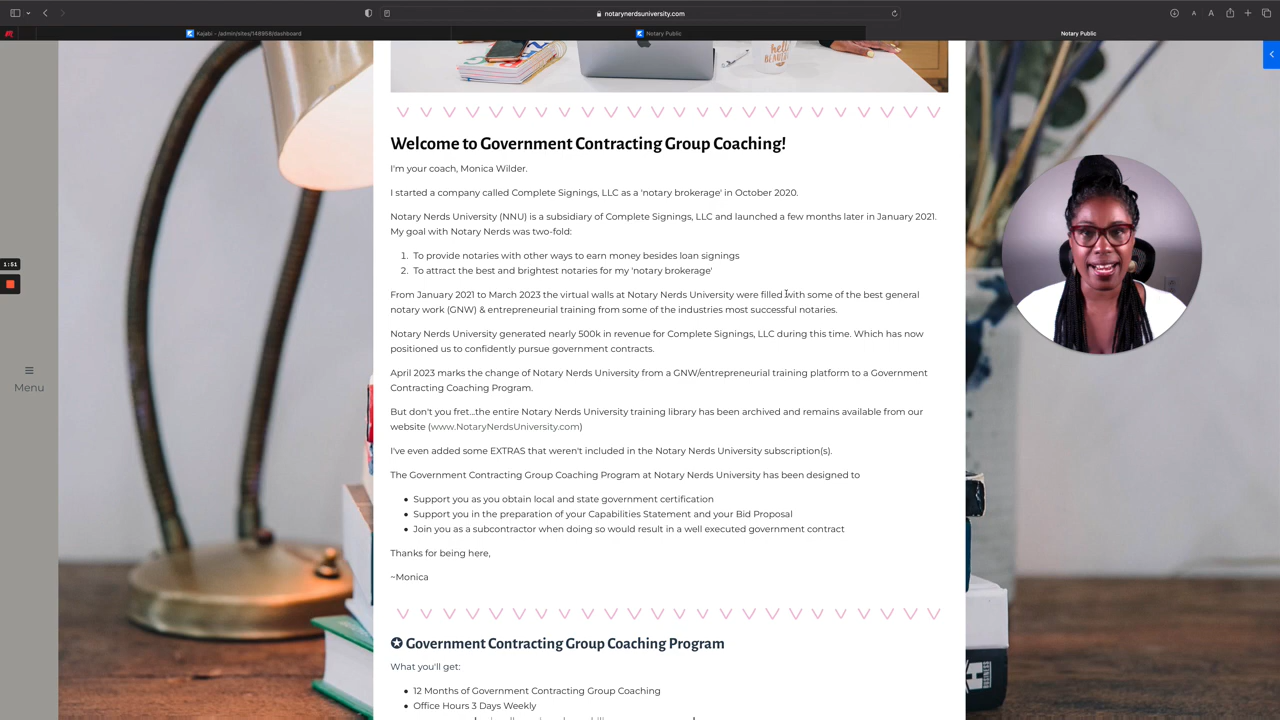 notarynerdsuniversity.com
Kajabi - /admin/sites/148958/dashboard
Notary Public
Notary Public
hello
Welcome to Government Contracting Group Coaching!
I'm your coach, Monica Wilder.
I started a company called Complete Signings, LLC as a 'notary brokerage' in October 2020.
Notary Nerds University (NNU) is a subsidiary of Complete Signings, LLC and launched a few months later in January 2021.
My goal with Notary Nerds was two-fold:
1. To provide notaries with other ways to earn money besides loan signings
2. To attract the best and brightest notaries for my 'notary brokerage'
1:51
From January 2021 to March 2023 the virtual walls at Notary Nerds University were filled with some of the best general
notary work (GNW) & entrepreneurial training from some of the industries most successful notaries.
Notary Nerds University generated nearly 500k in revenue for Complete Signings, LLC during this time. Which has now
positioned us to confidently pursue government contracts.
Menu
April 2023 marks the change of Notary Nerds University from a GNW/entrepreneurial training platform to a Government
Contracting Coaching Program.
But don't you fret...the entire Notary Nerds University training library has been archived and remains available from our
website (www.NotaryNerdsUniversity.com)
I've even added some EXTRAS that weren't included in the Notary Nerds University subscription(s).
The Government Contracting Group Coaching Program at Notary Nerds University has been designed to
• Support you as you obtain local and state government certification
• Support you in the preparation of your Capabilities Statement and your Bid Proposal
• Join you as a subcontractor when doing so would result in a well executed government contract
Thanks for being here,
~Monica
✪ Government Contracting Group Coaching Program
What you'll get:
• 12 Months of Government Contracting Group Coaching
• Office Hours 3 Days Weekly